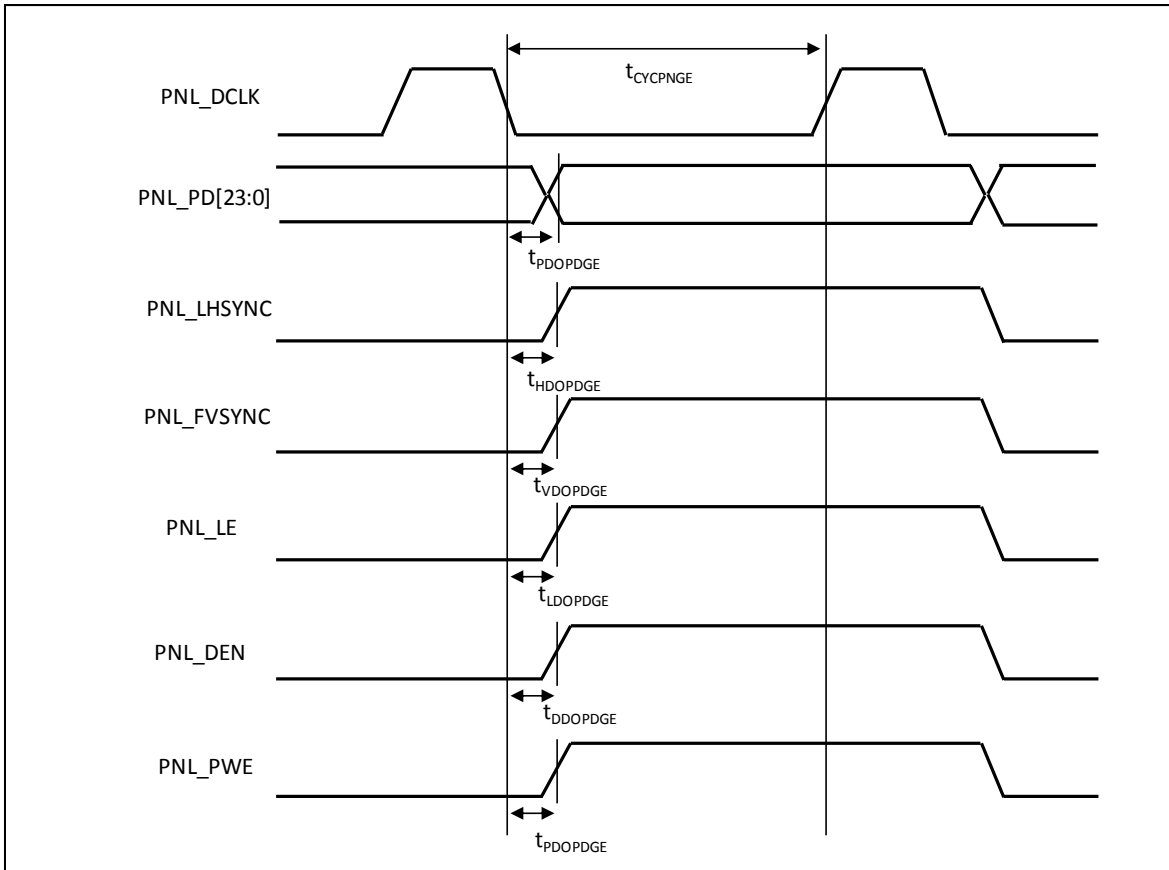 tCYCPNGE
PNL_DCLK
PNL_PD[23:0]
tPDOPDGE
PNL_LHSYNC
tHDOPDGE
PNL_FVSYNC
tVDOPDGE
PNL_LE
tLDOPDGE
PNL_DEN
tDDOPDGE
PNL_PWE
tPDOPDGE